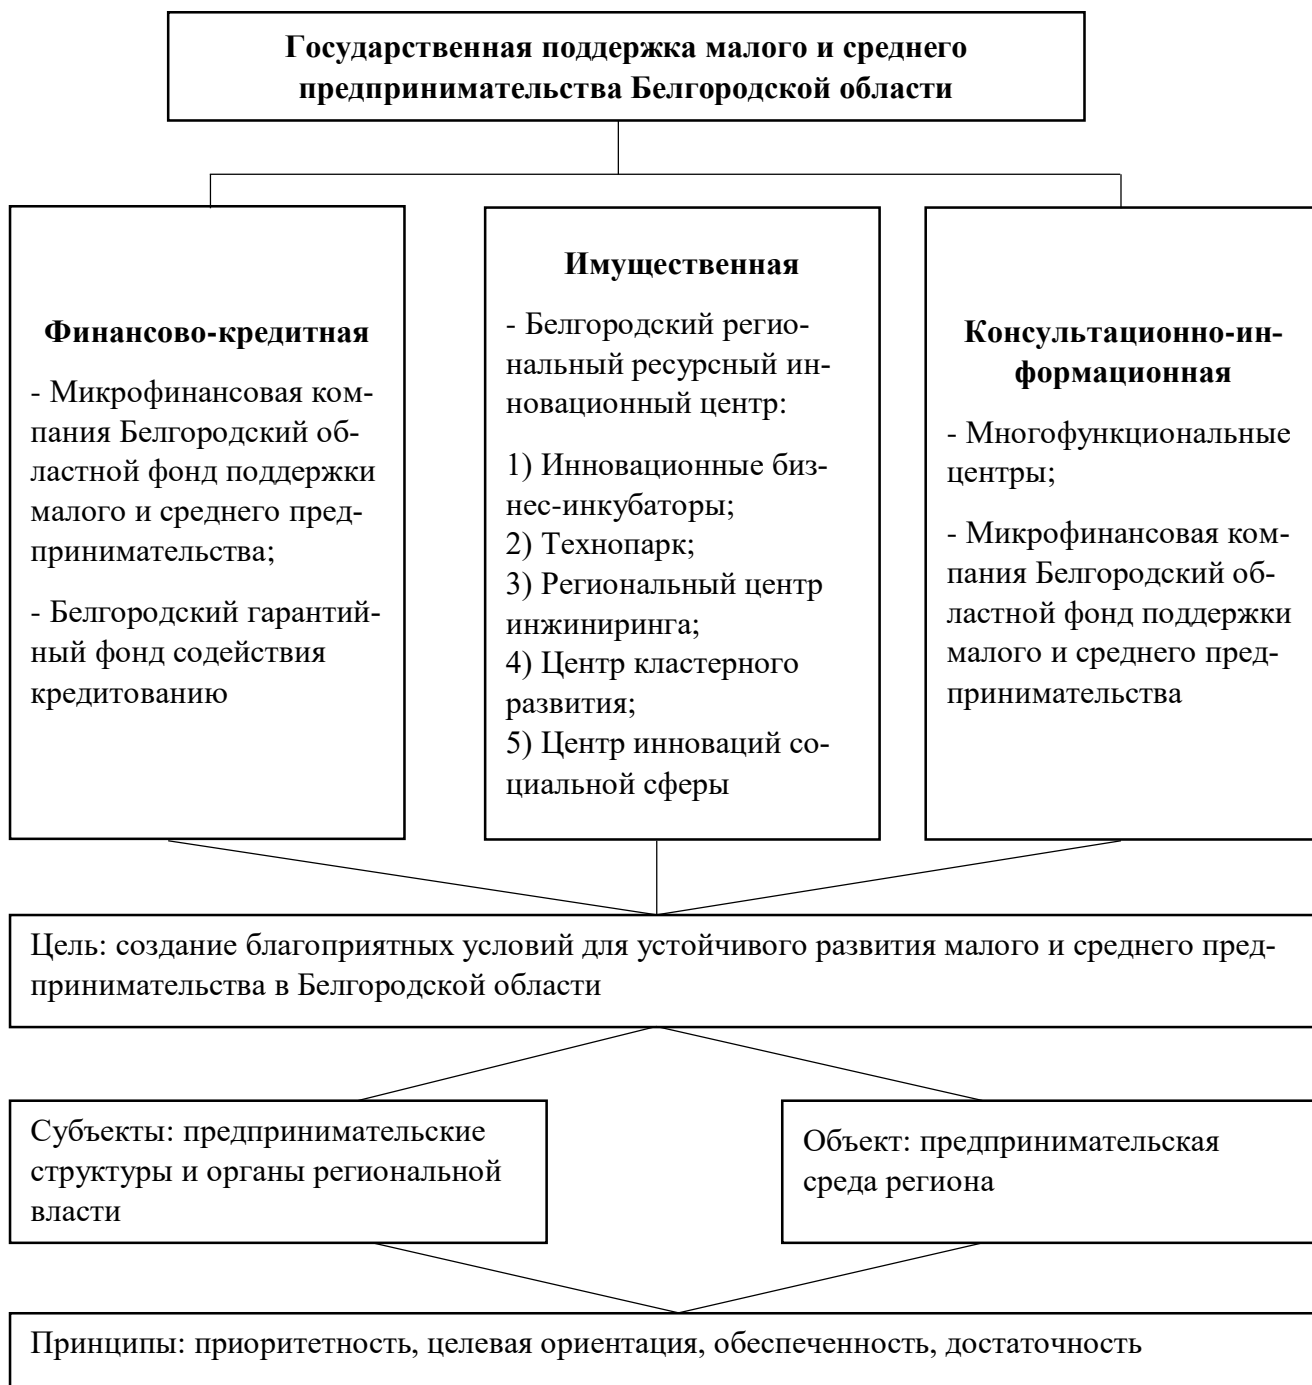 Государственная поддержка малого и среднего
предпринимательства Белгородской области
Финансово-кредитная
- Микрофинансовая ком-
пания Белгородский об-
ластной фонд поддержки
малого и среднего пред-
принимательства;
- Белгородский гарантий-
ный фонд содействия
кредитованию
Имущественная
- Белгородский регио-
нальный ресурсный ин-
новационный центр:
1) Инновационные биз-
нес-инкубаторы;
2) Технопарк;
3) Региональный центр
инжиниринга;
4) Центр кластерного
развития;
5) Центр инноваций со-
циальной сферы
Консультационно-ин-
формационная
- Многофункциональные
центры;
- Микрофинансовая ком-
пания Белгородский об-
ластной фонд поддержки
малого и среднего пред-
принимательства
Цель: создание благоприятных условий для устойчивого развития малого и среднего пред-
принимательства в Белгородской области
Субъекты: предпринимательские
структуры и органы региональной
власти
Объект: предпринимательская
среда региона
Принципы: приоритетность, целевая ориентация, обеспеченность, достаточность